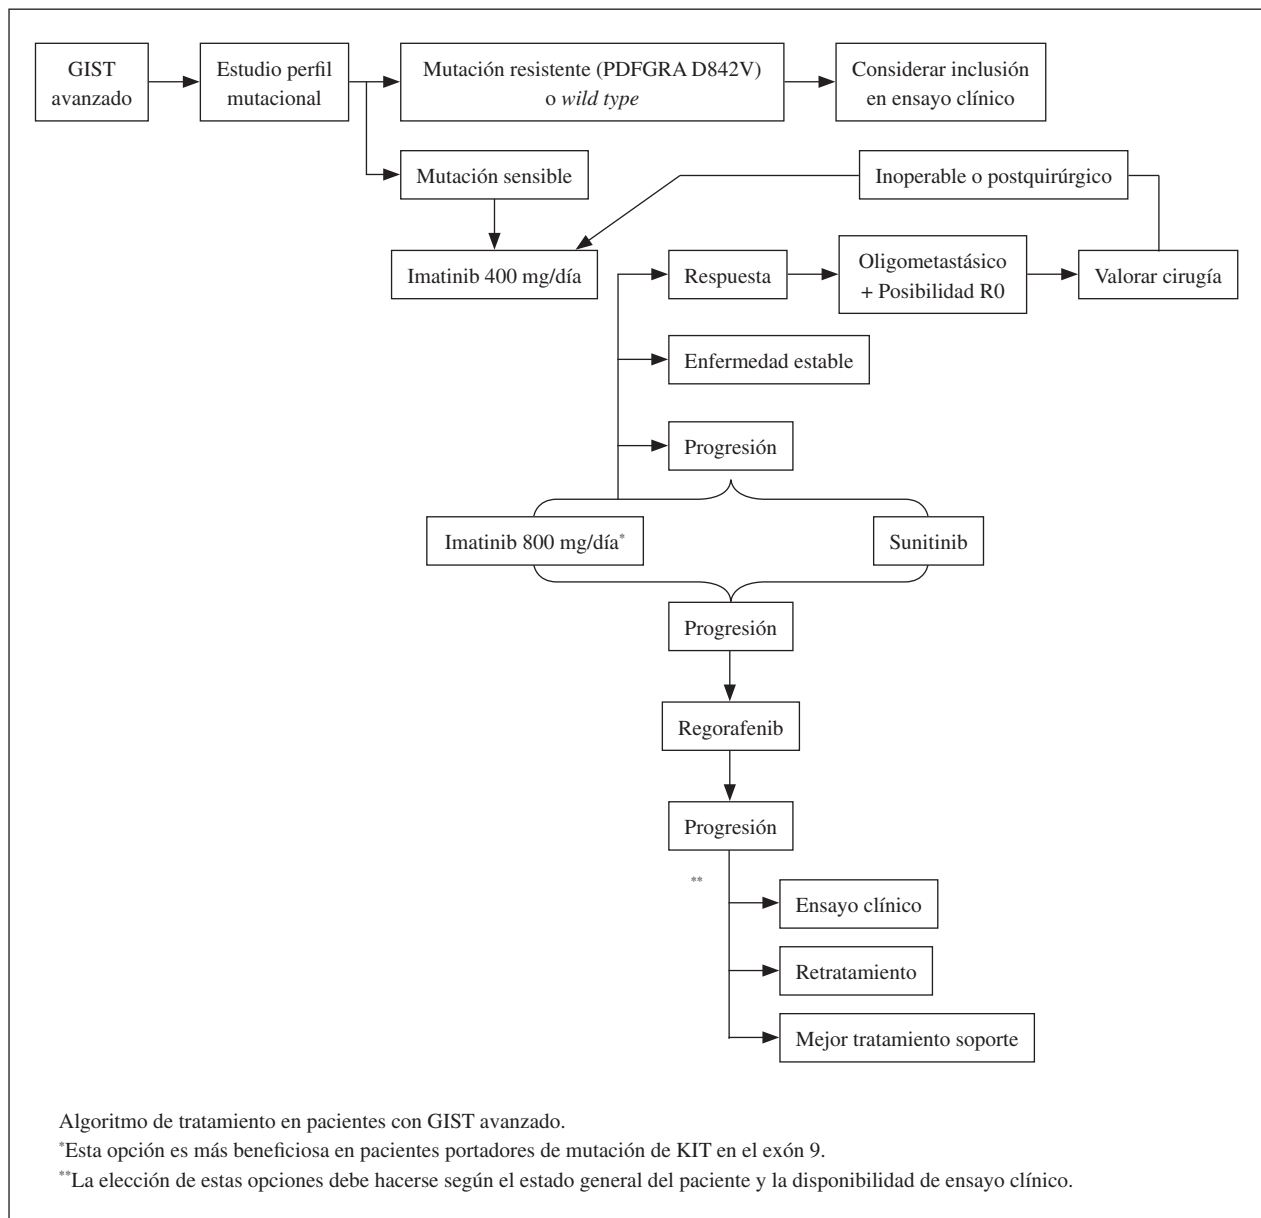 GIST
avanzado
Estudio perfil
mutacional
Mutación resistente (PDFGRA D842V)
o wild type
Considerar inclusión
en ensayo clínico
Mutación sensible
Inoperable o postquirúrgico
Imatinib 400 mg/día
Respuesta
Oligometastásico
+ Posibilidad R0
Valorar cirugía
Enfermedad estable
Progresión
Imatinib 800 mg/día*
Sunitinib
Progresión
Regorafenib
Progresión
**
Ensayo clínico
Retratamiento
Mejor tratamiento soporte
Algoritmo de tratamiento en pacientes con GIST avanzado.
*Esta opción es más beneficiosa en pacientes portadores de mutación de KIT en el exón 9.
**La elección de estas opciones debe hacerse según el estado general del paciente y la disponibilidad de ensayo clínico.